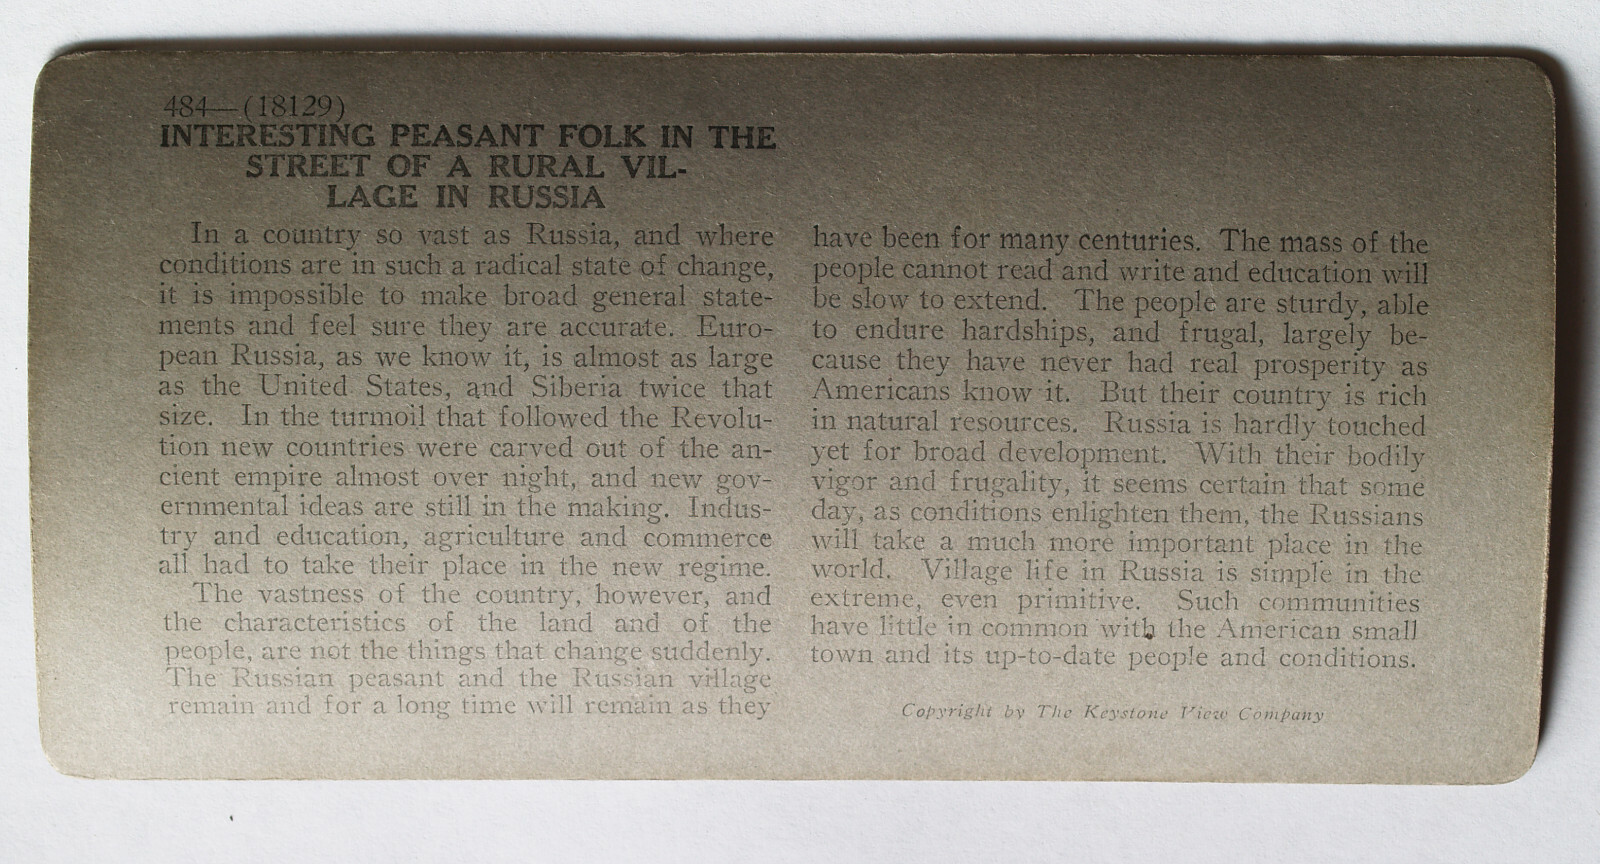 484—(18129)
INTERESTING PEASANT FOLK IN THE
STREET OF A RURAL VIL-
LAGE IN RUSSIA
In a country so vast as Russia, and where
conditions are in such a radical state of change,
it is impossible to make broad general state-
ments and feel sure they are accurate. Euro-
pean Russia, as we know it, is almost as large
as the United States, and Siberia twice that
size. In the turmoil that followed the Revolu-
tion new countries were carved out of the an-
cient empire almost over night, and new gov-
ernmental ideas are still in the making. Indus-
try and education, agriculture and commerce
all had to take their place in the new regime.
The vastness of the country, however, and
the characteristics of the land and of the
people, are not the things that change suddenly.
The Russian peasant and the Russian village
remain and for a long time will remain as they
have been for many centuries. The mass of the
people cannot read and write and education will
be slow to extend. The people are sturdy, able
to endure hardships, and frugal, largely be-
cause they have never had real prosperity as
Americans know it. But their country is rich
in natural resources. Russia is hardly touched
yet for broad development. With their bodily
vigor and frugality, it seems certain that some
day, as conditions enlighten them, the Russians
will take a much more important place in the
world. Village life in Russia is simple in the
extreme, even primitive. Such communities
have little in common with the American small
town and its up-to-date people and conditions.
Copyright by The Keystone View Company